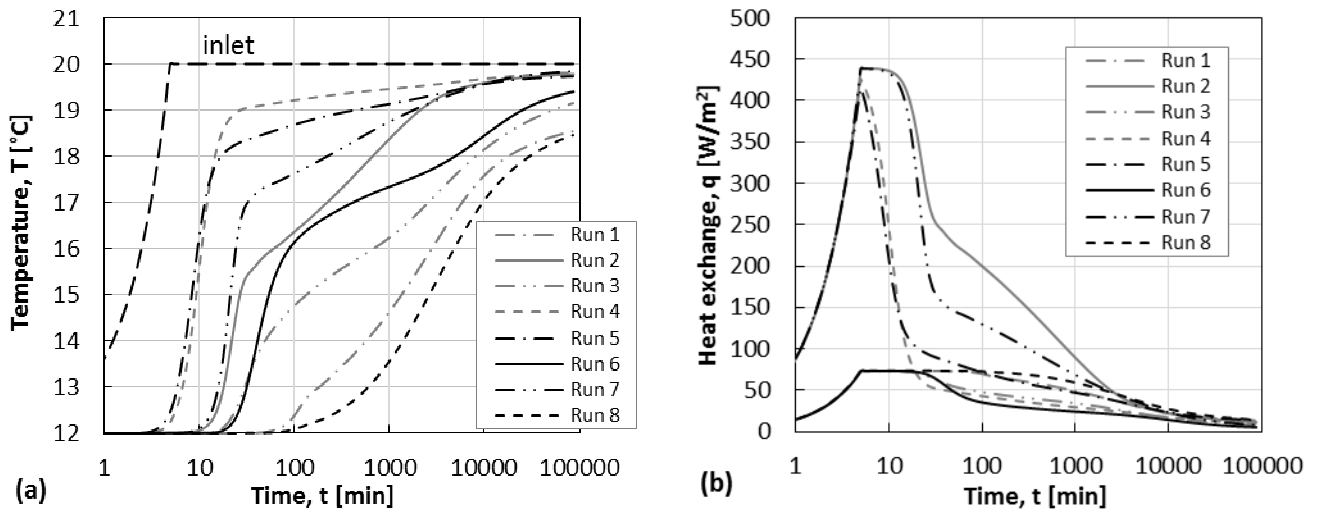 21
20
19
18
17
16
15
14
13
12
Temperature, T [°C]
inlet
Run 1
Run 2
Run 3
Run 4
Run 5
Run 6
Run 7
Run 8
1
10
100
1000
10000
100000
Time, t [min]
(a)
500
450
400
350
300
250
200
150
100
50
0
Heat exchange, q [W/m²]
Run 1
Run 2
Run 3
Run 4
Run 5
Run 6
Run 7
Run 8
1
10
100
1000
10000
100000
Time, t [min]
(b)